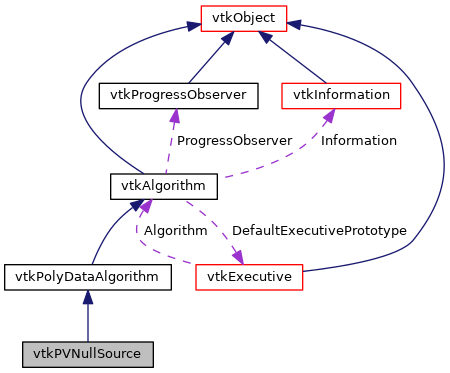 vtkObject
vtkProgressObserver
vtkInformation
ProgressObserver
Information
vtkAlgorithm
Algorithm
DefaultExecutivePrototype
vtkPolyDataAlgorithm
vtkExecutive
vtkPVNullSource